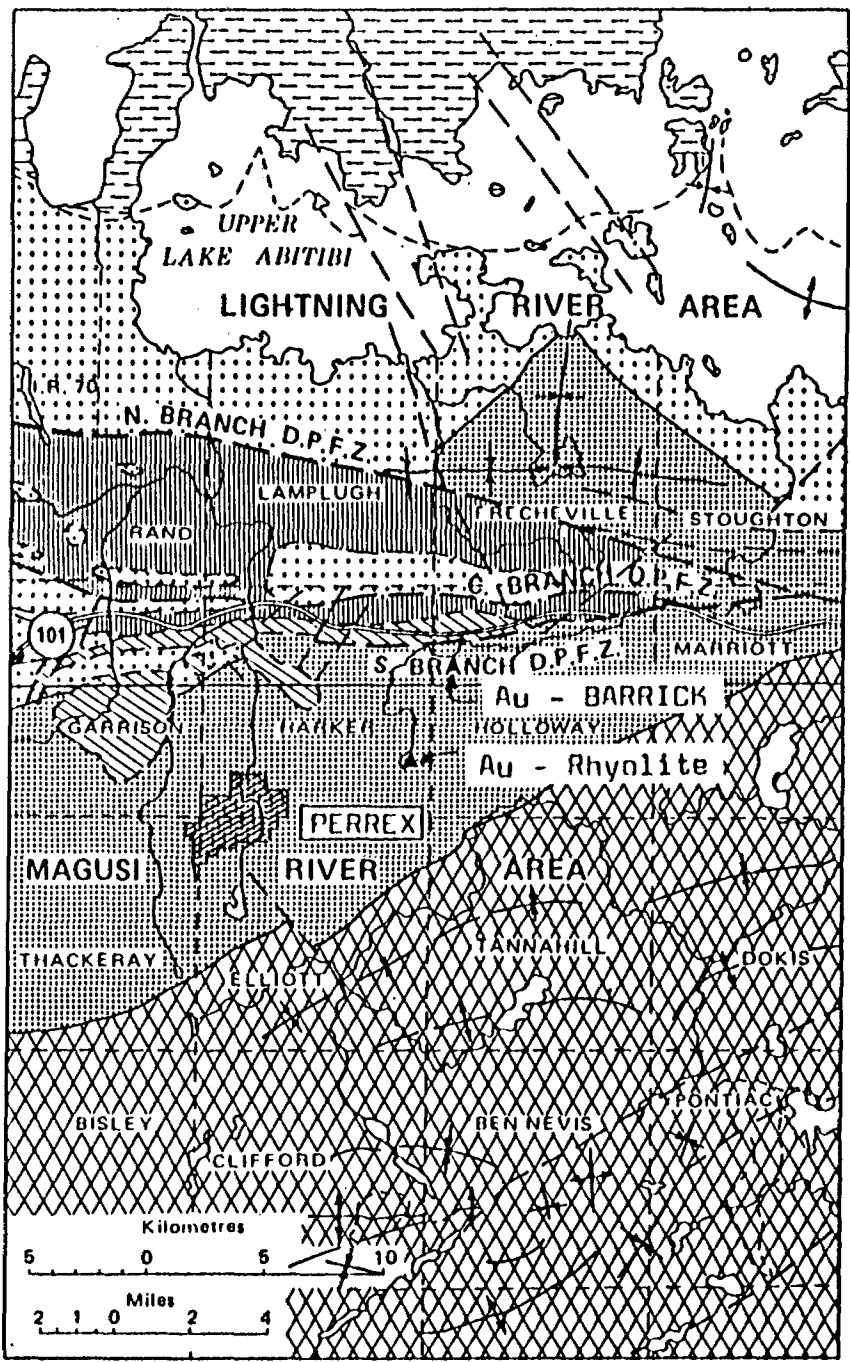 UPPER
LAKE ABITIBI
LIGHTNING RIVER AREA
I.R. 70
N. BRANCH D.P.F.Z.
LAMPLUGH
RAND
FRECHEVILLE
STOUGHTON
C. BRANCH D.P.F.Z.
101
S. BRANCH D.P.F.Z.
MARRIOTT
Au - BARRICK
GARRISON
HARKER
HOLLOWAY
Au - Rhyolite
PERREX
MAGUSI RIVER AREA
THACKERAY
ELLIOTT
TANNAHILL
DOKIS
BISLEY
CLIFFORD
BEN NEVIS
PONTIAC
Kilometres
5 0 5 10
Miles
2 1 0 2 4